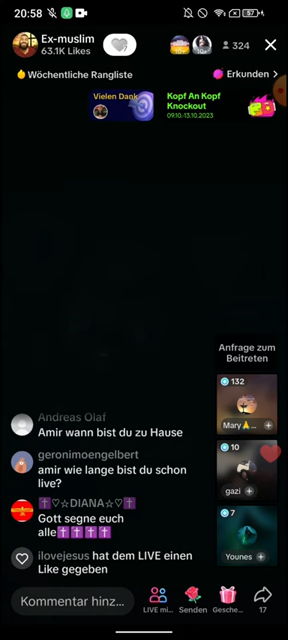 20:58
57
Ex-muslim
63.1K Likes
10+
10+
324
Wöchentliche Rangliste
Erkunden >
Vielen Dank
Kopf An Kopf
Knockout
09.10.-13.10.2023
Anfrage zum
Beitreten
132
Mary🙏... +
10
gazi +
7
Younes +
Andreas Olaf
Amir wann bist du zu Hause
geronimoengelbert
amir wie lange bist du schon
live?
✝️♡☆DIANA☆♡✝️
Gott segne euch
alle✝️✝️✝️✝️
ilovejesus hat dem LIVE einen
Like gegeben
Kommentar hinz...
LIVE mi...
Senden
Gesche...
17